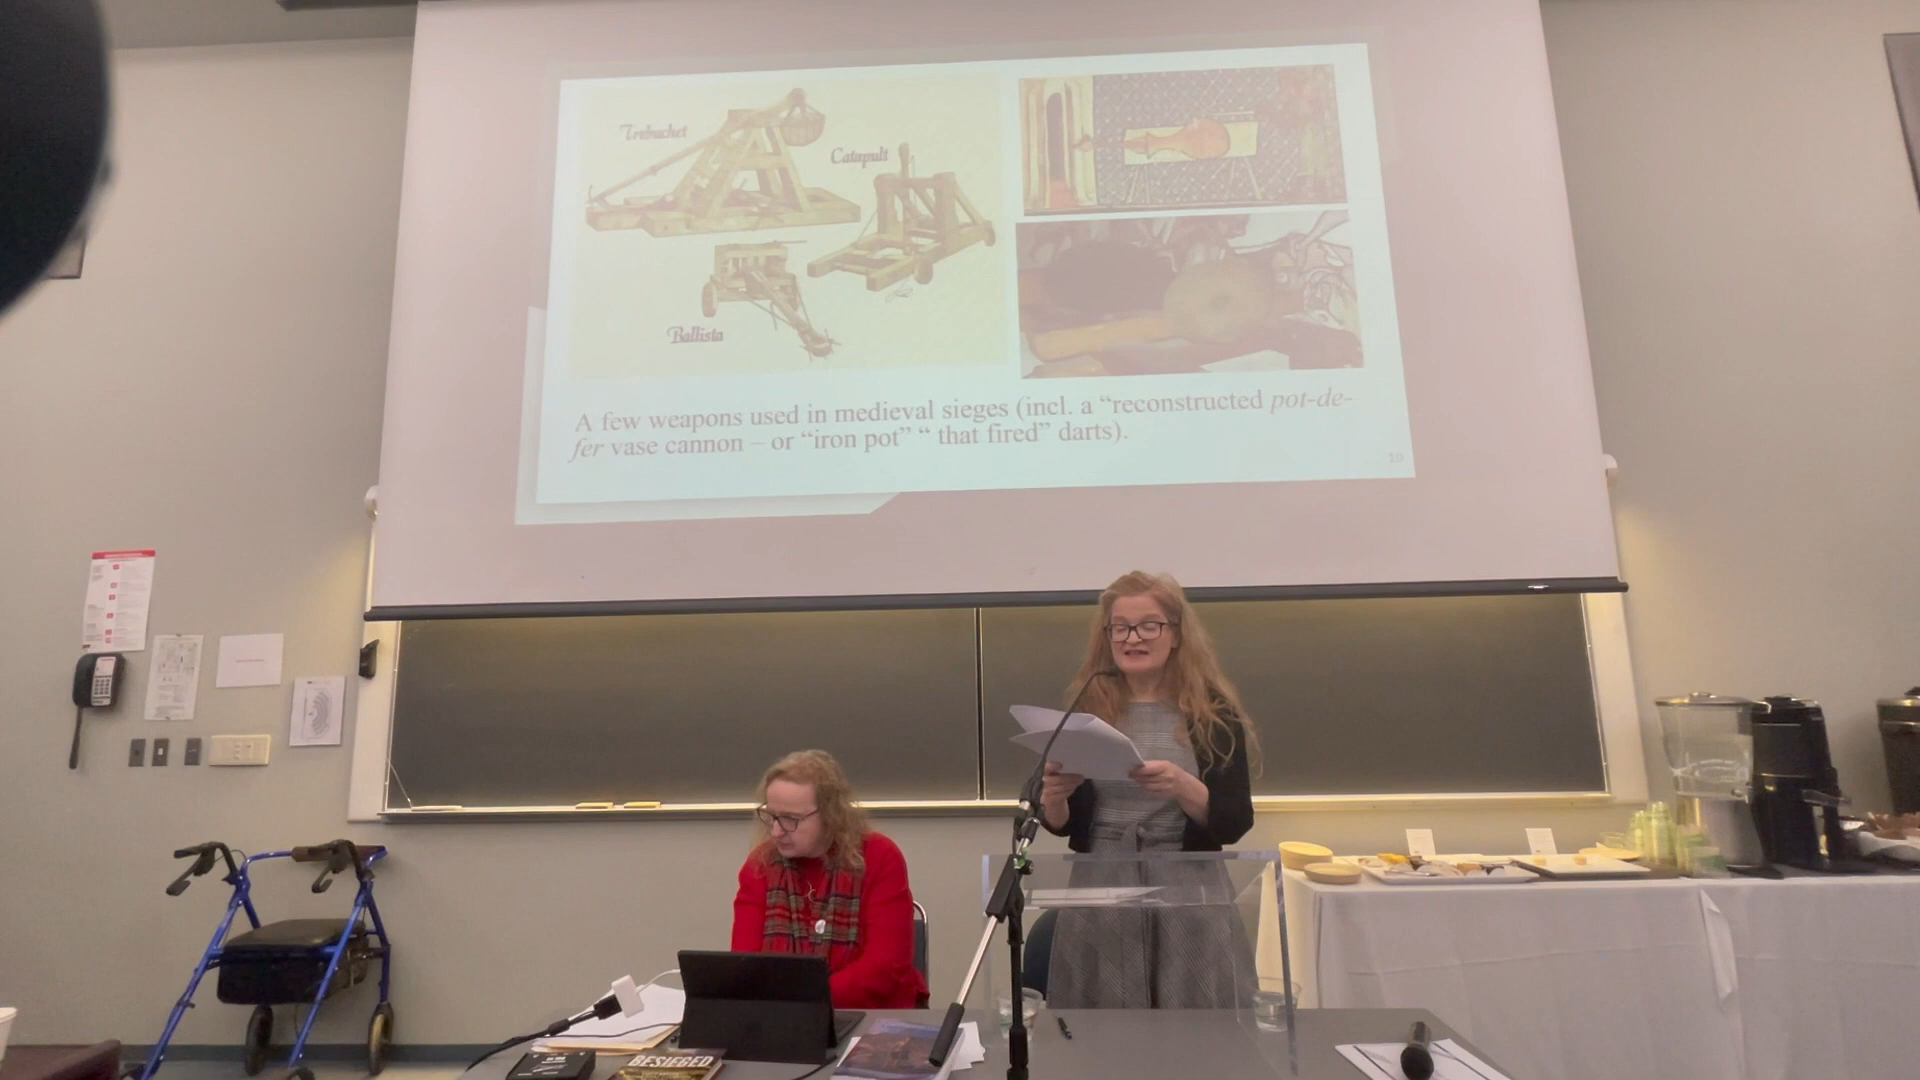 Trebuchet
Catapult
Ballista
A few weapons used in medieval sieges (incl. a “reconstructed pot-de-
fer vase cannon – or “iron pot” “ that fired” darts).
10
BESIEGED